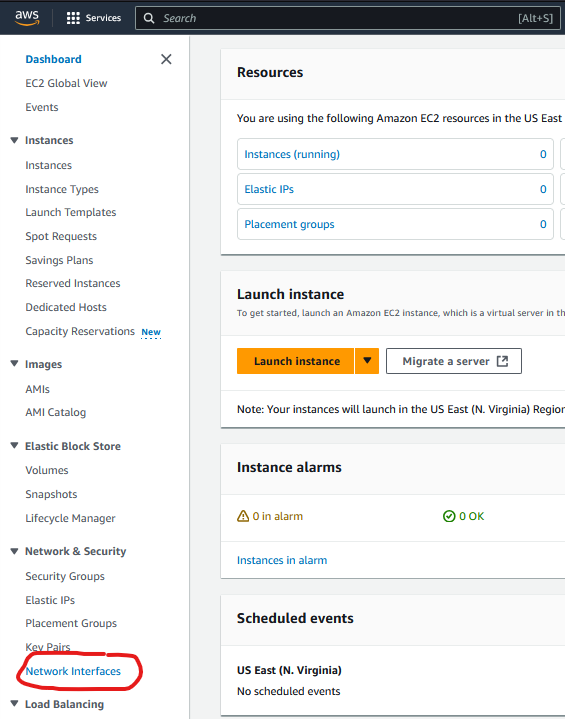 aws
Services
Search
[Alt+S]
Dashboard
EC2 Global View
Events
Instances
Instances
Instance Types
Launch Templates
Spot Requests
Savings Plans
Reserved Instances
Dedicated Hosts
Capacity Reservations New
Images
AMIs
AMI Catalog
Elastic Block Store
Volumes
Snapshots
Lifecycle Manager
Network & Security
Security Groups
Elastic IPs
Placement Groups
Key Pairs
Network Interfaces
Load Balancing
Resources
You are using the following Amazon EC2 resources in the US East
Instances (running) 0
Elastic IPs 0
Placement groups 0
Launch instance
To get started, launch an Amazon EC2 instance, which is a virtual server in th
Launch instance
Migrate a server
Note: Your instances will launch in the US East (N. Virginia) Region
Instance alarms
0 in alarm
0 OK
Instances in alarm
Scheduled events
US East (N. Virginia)
No scheduled events